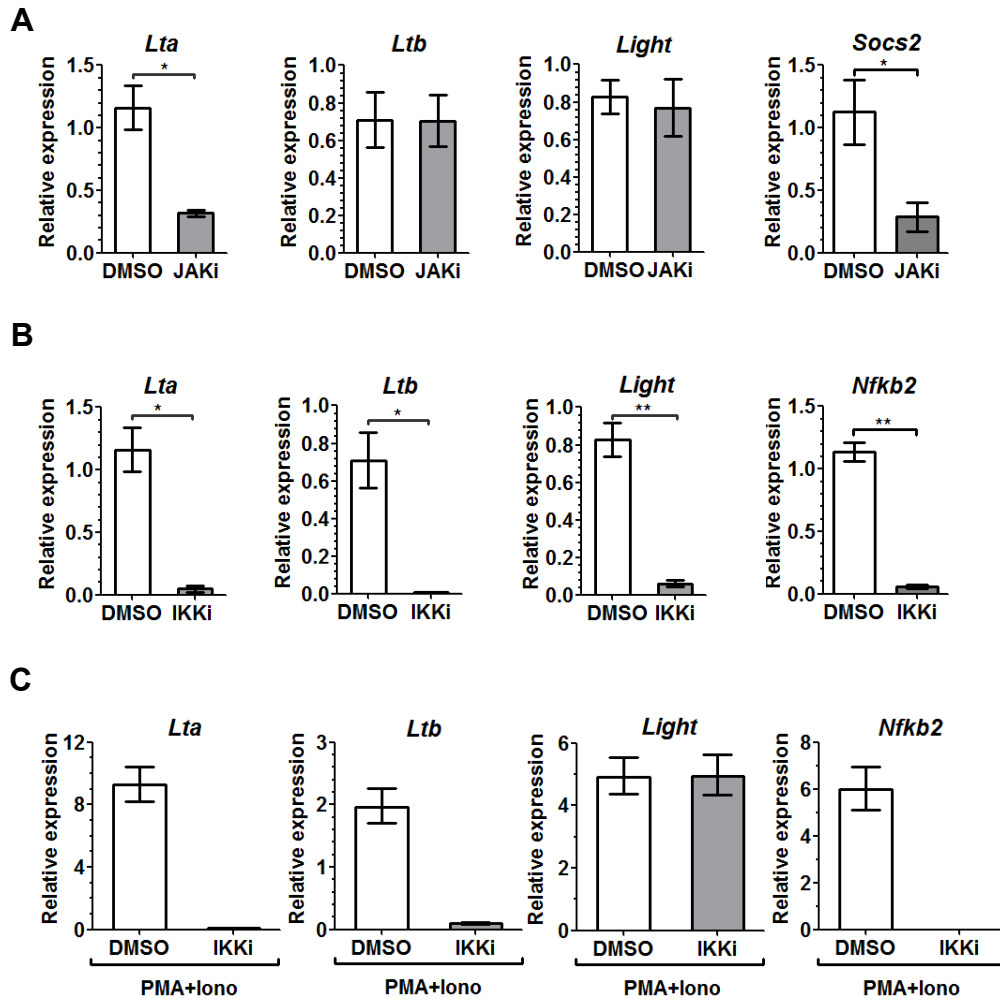 A
Lta
Ltb
Light
Socs2
Relative expression
1.5
1.0
0.5
0.0
*
DMSO JAKi
Relative expression
1.0
0.8
0.6
0.4
0.2
0.0
DMSO JAKi
Relative expression
1.0
0.8
0.6
0.4
0.2
0.0
DMSO JAKi
Relative expression
1.5
1.0
0.5
0.0
*
DMSO JAKi
B
Lta
Ltb
Light
Nfkb2
Relative expression
1.5
1.0
0.5
0.0
*
DMSO IKKi
Relative expression
1.0
0.8
0.6
0.4
0.2
0.0
*
DMSO IKKi
Relative expression
1.0
0.8
0.6
0.4
0.2
0.0
**
DMSO IKKi
Relative expression
1.5
1.0
0.5
0.0
**
DMSO IKKi
C
Lta
Ltb
Light
Nfkb2
Relative expression
12
8
4
0
DMSO IKKi
PMA+Iono
Relative expression
3
2
1
0
DMSO IKKi
PMA+Iono
Relative expression
6
4
2
0
DMSO IKKi
PMA+Iono
Relative expression
8
6
4
2
0
DMSO IKKi
PMA+Iono